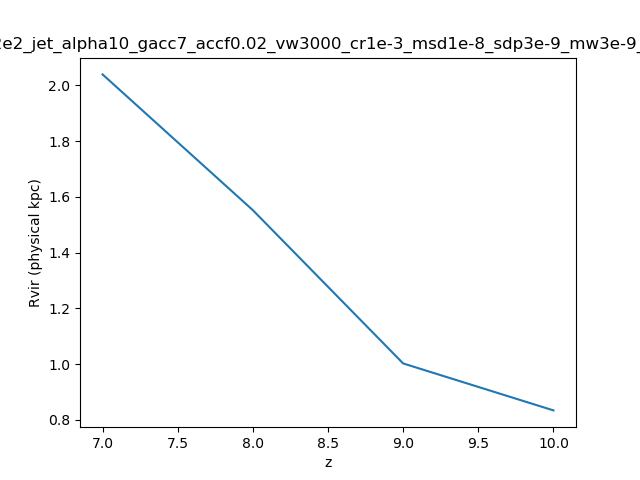 e2_jet_alpha10_gacc7_accf0.02_vw3000_cr1e-3_msd1e-8_sdp3e-9_mw3e-9_
2.0
1.8
1.6
1.4
1.2
1.0
0.8
Rvir (physical kpc)
7.0 7.5 8.0 8.5 9.0 9.5 10.0
z